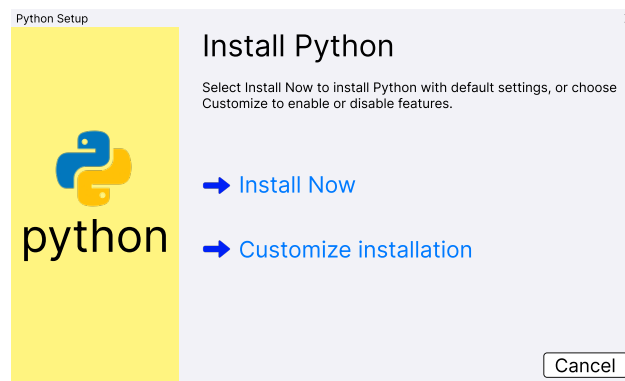 Python Setup
Install Python
Select Install Now to install Python with default settings, or choose
Customize to enable or disable features.
python
Install Now
Customize installation
Cancel